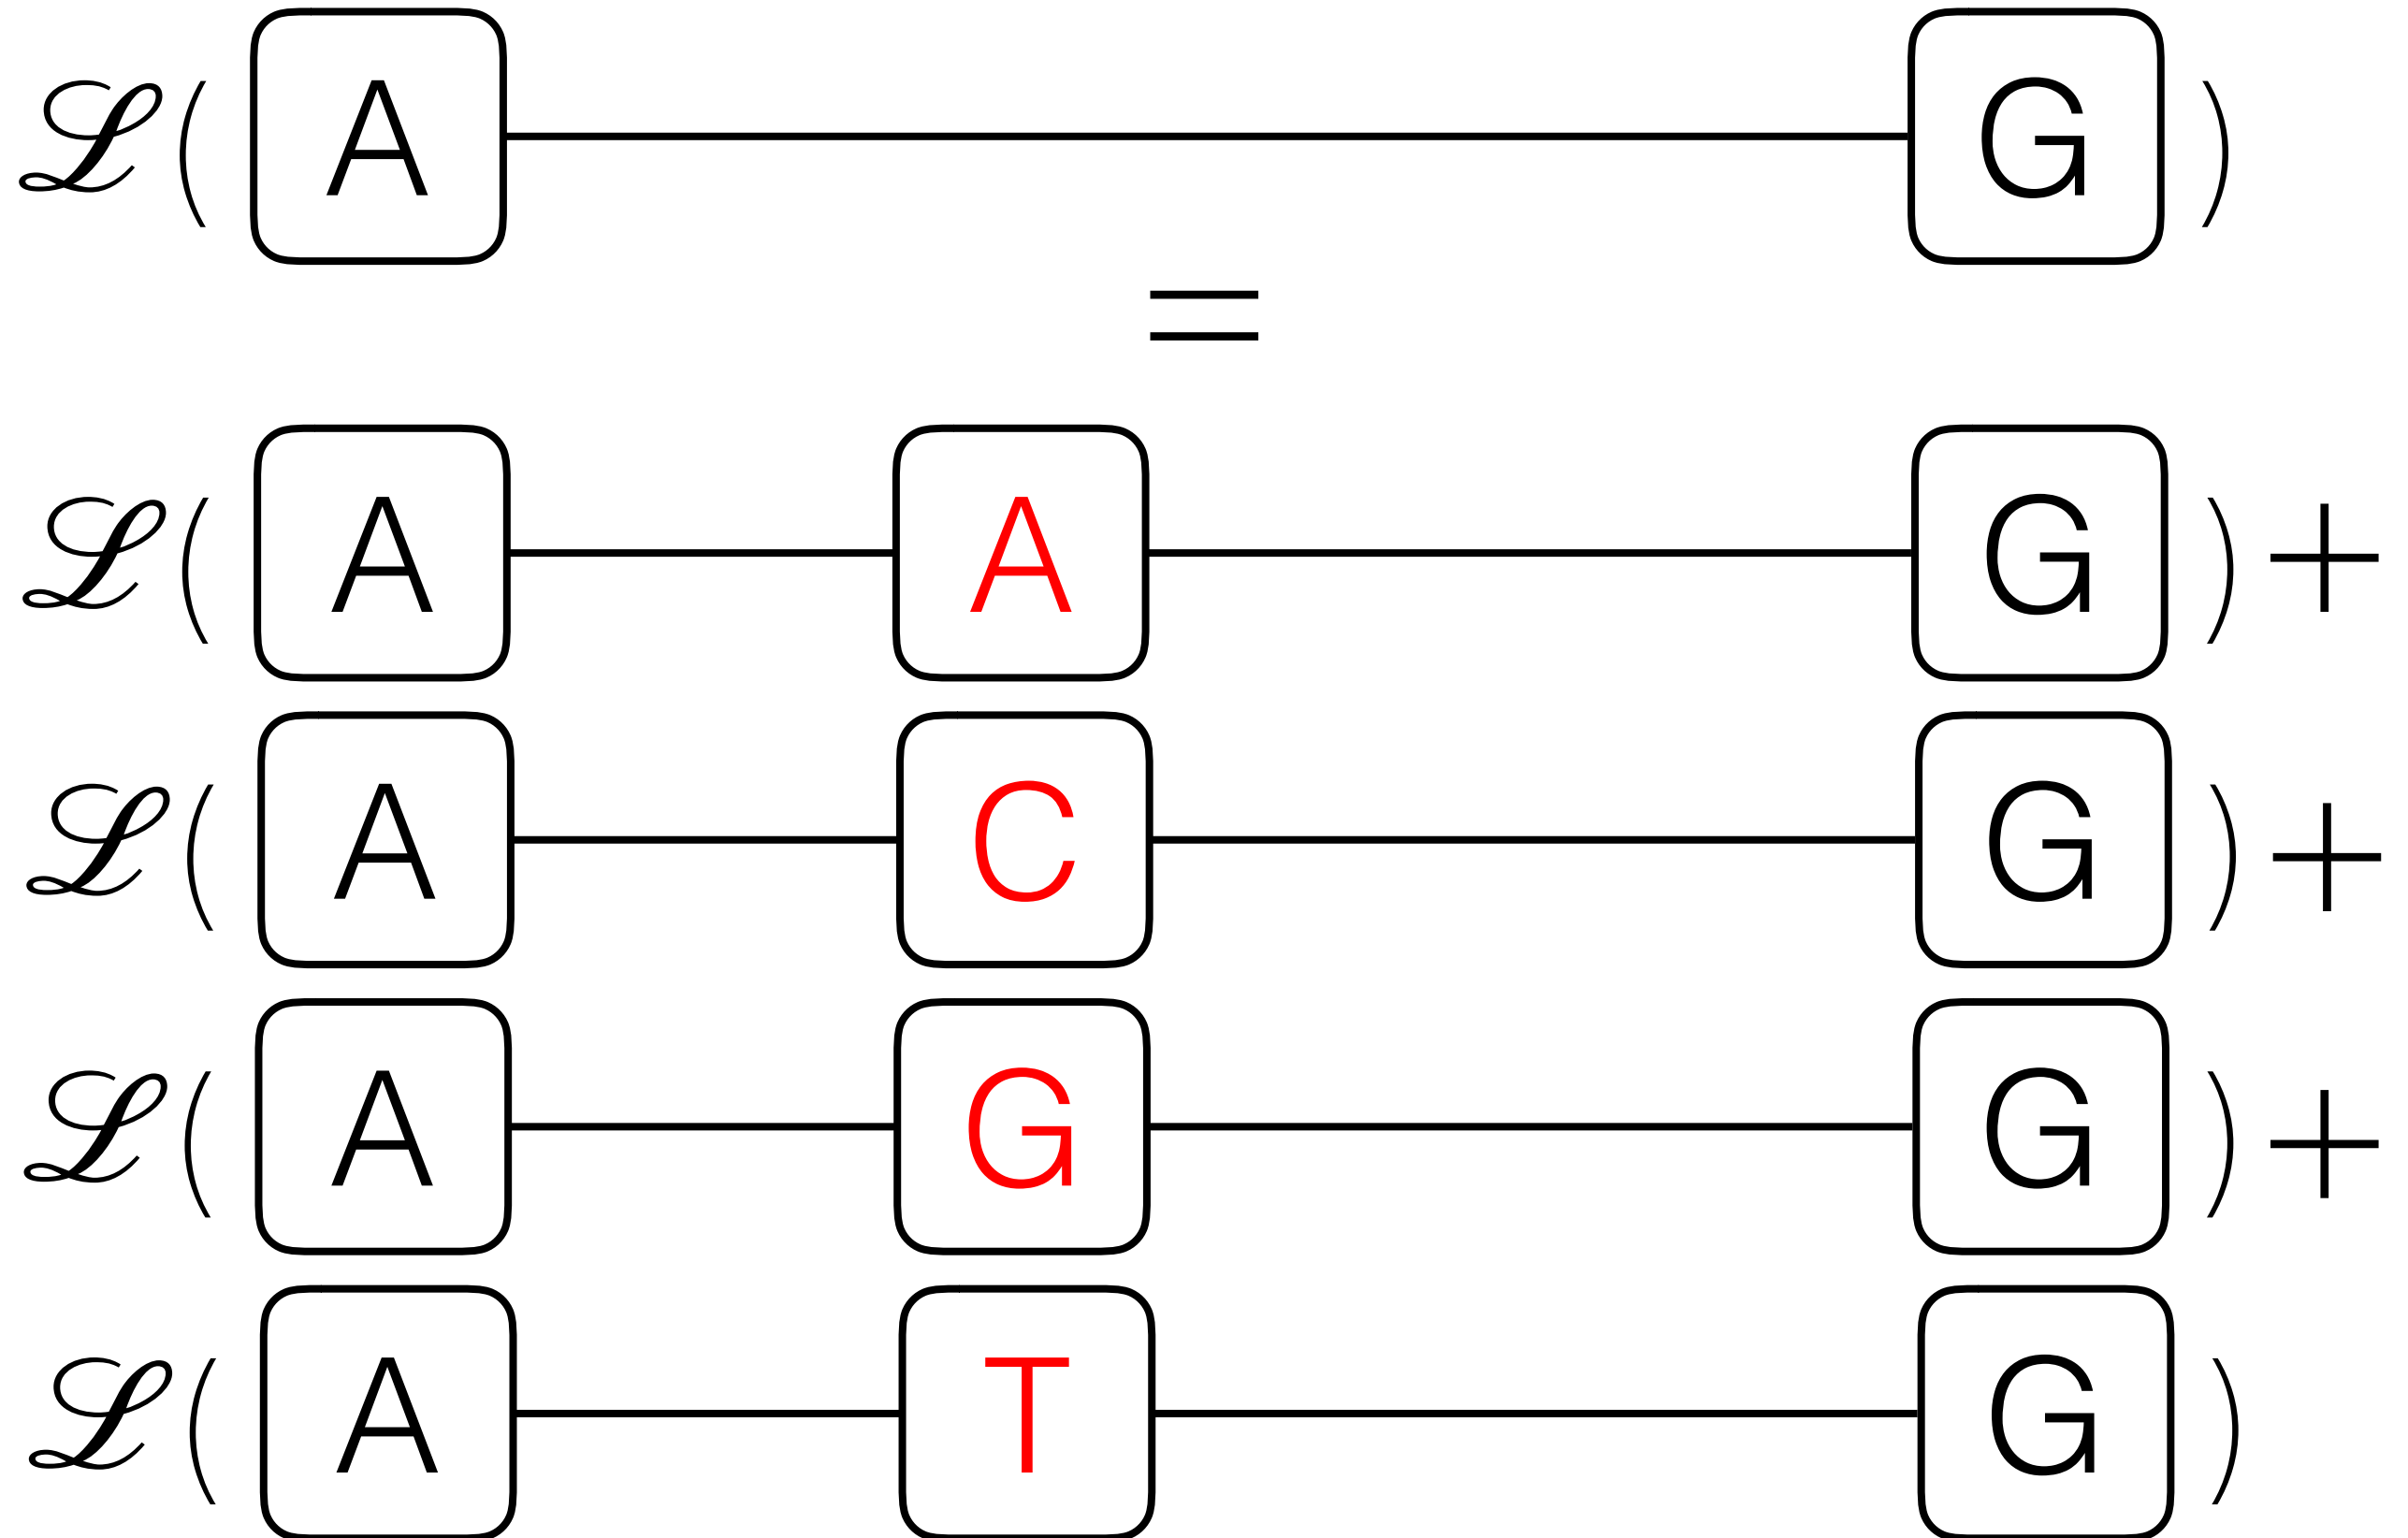 ℒ( A G )
=
ℒ( A A G ) +
ℒ( A C G ) +
ℒ( A G G ) +
ℒ( A T G )